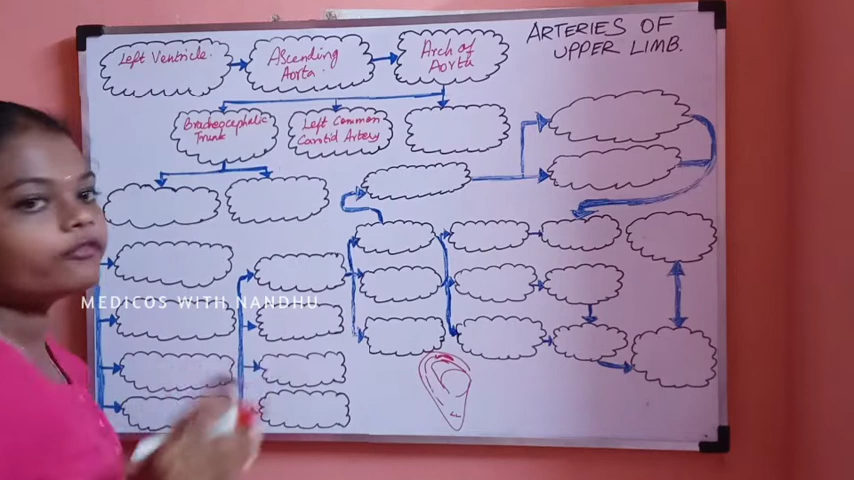 ARTERIES OF
UPPER LIMB.
Left Ventricle.
Ascending
Aorta
Arch of
Aorta
Bracheocephalic
Trunk
Left Common
Carotid Artery
MEDICOS WITH NANDHU